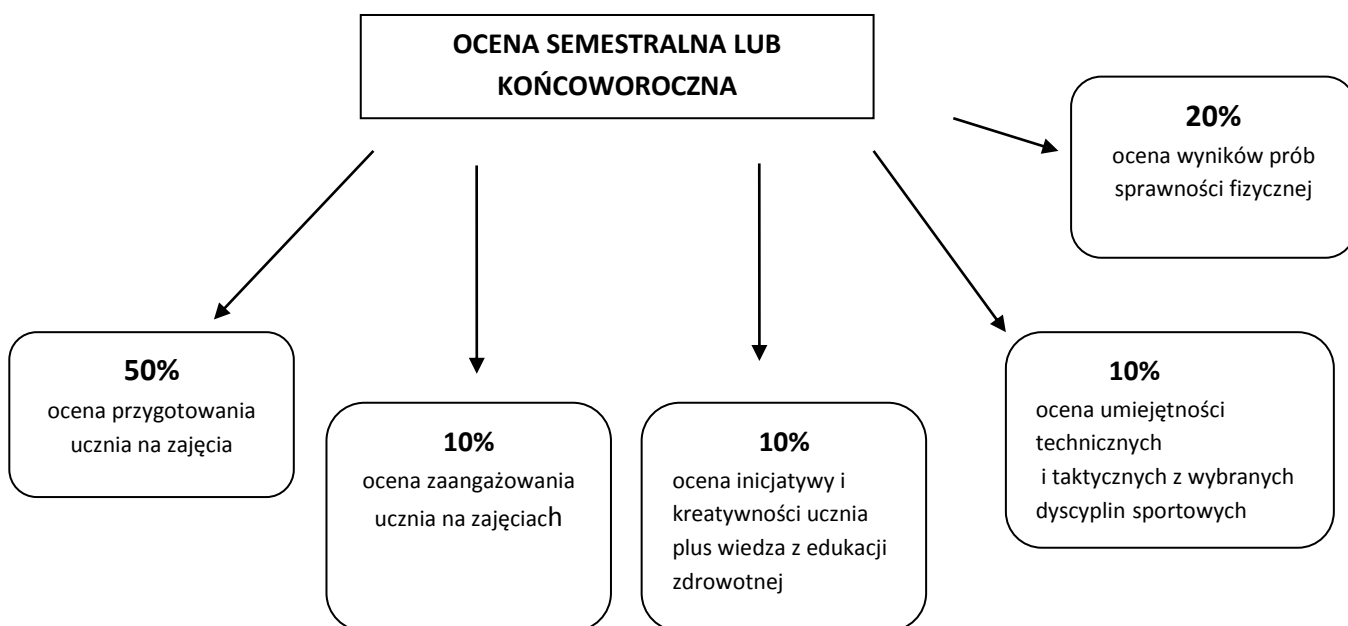 OCENA SEMESTRALNA LUB
KOŃCOWOROCZNA
20%
ocena wyników prób
sprawności fizycznej
50%
ocena przygotowania
ucznia na zajęcia
10%
ocena zaangażowania
ucznia na zajęciach
10%
ocena inicjatywy i
kreatywności ucznia
plus wiedza z edukacji
zdrowotnej
10%
ocena umiejętności
technicznych
i taktycznych z wybranych
dyscyplin sportowych